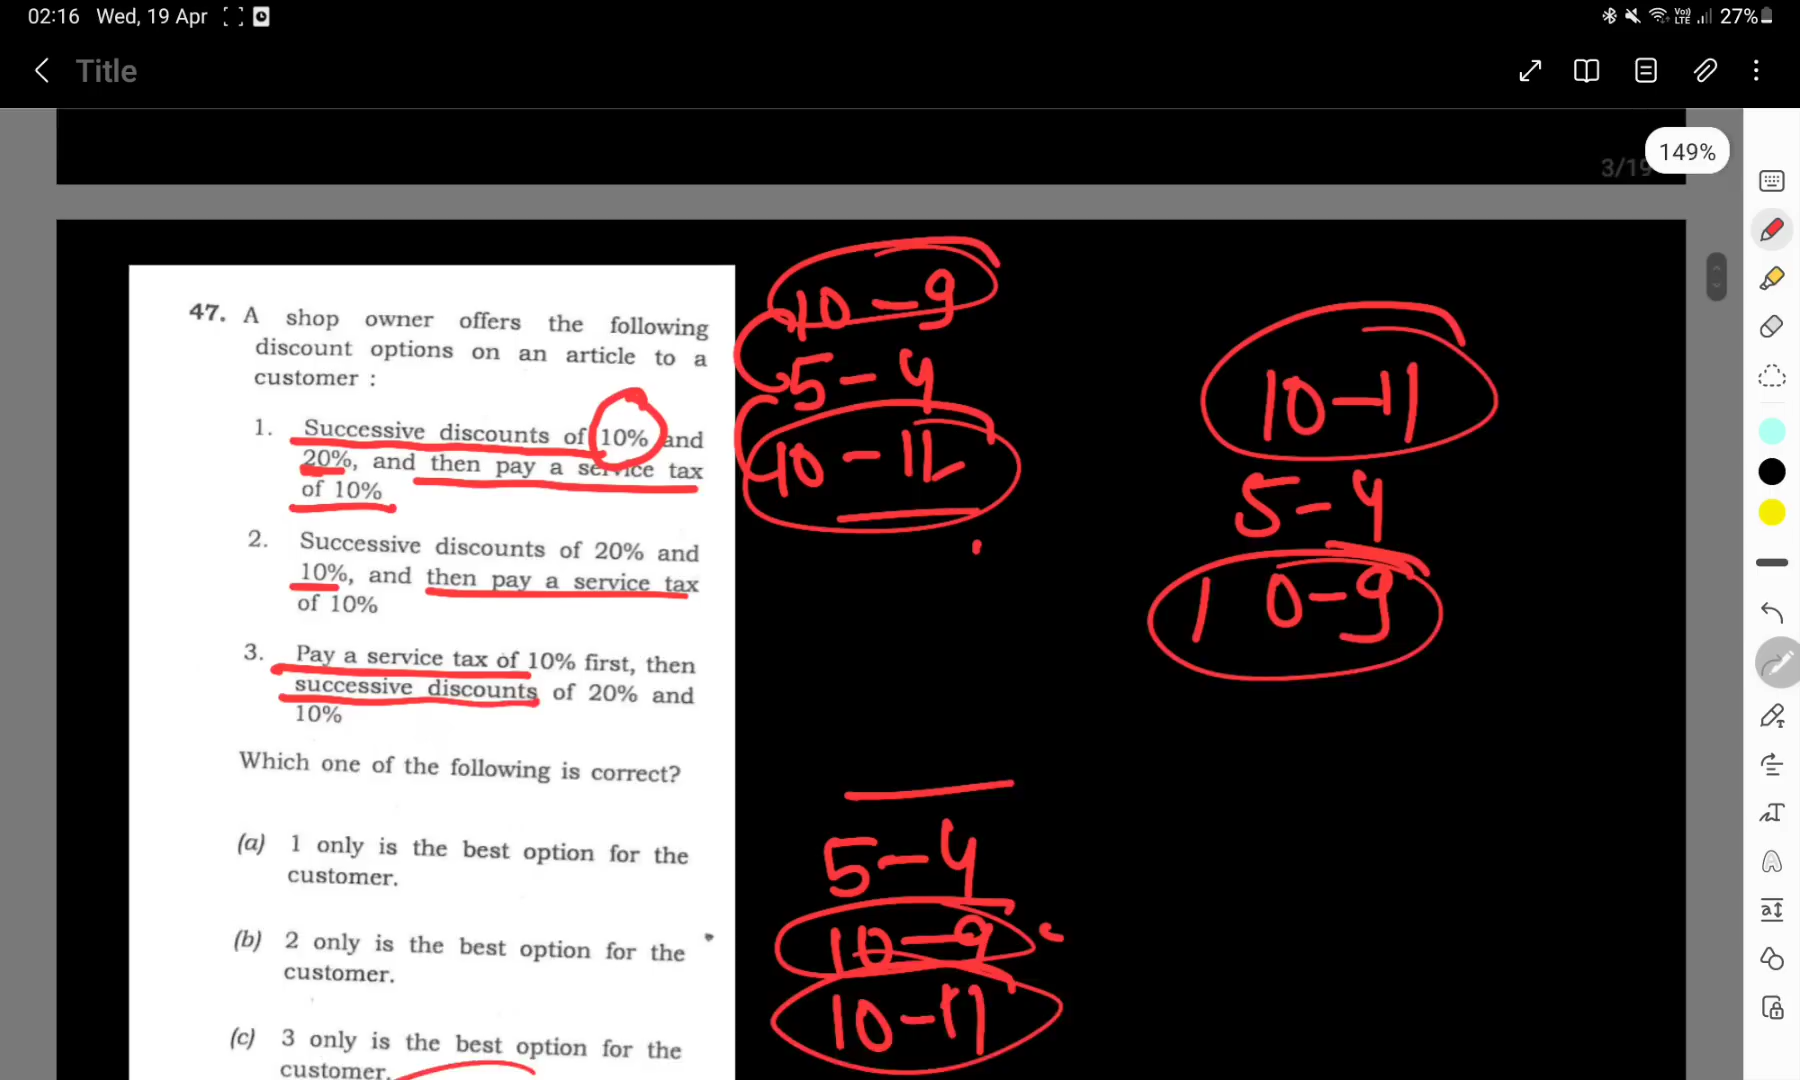 02:16 Wed, 19 Apr
27%
Title
149%
3/19
47. A shop owner offers the following
discount options on an article to a
customer :
1. Successive discounts of 10% and
20%, and then pay a service tax
of 10%
2. Successive discounts of 20% and
10%, and then pay a service tax
of 10%
3. Pay a service tax of 10% first, then
successive discounts of 20% and
10%
Which one of the following is correct?
(a) 1 only is the best option for the
customer.
(b) 2 only is the best option for the
customer.
(c) 3 only is the best option for the
customer.
10 - 9
5 - 4
10 - 11
10 - 11
5 - 4
10 - 9
5 - 4
10 - 9
10 - 11